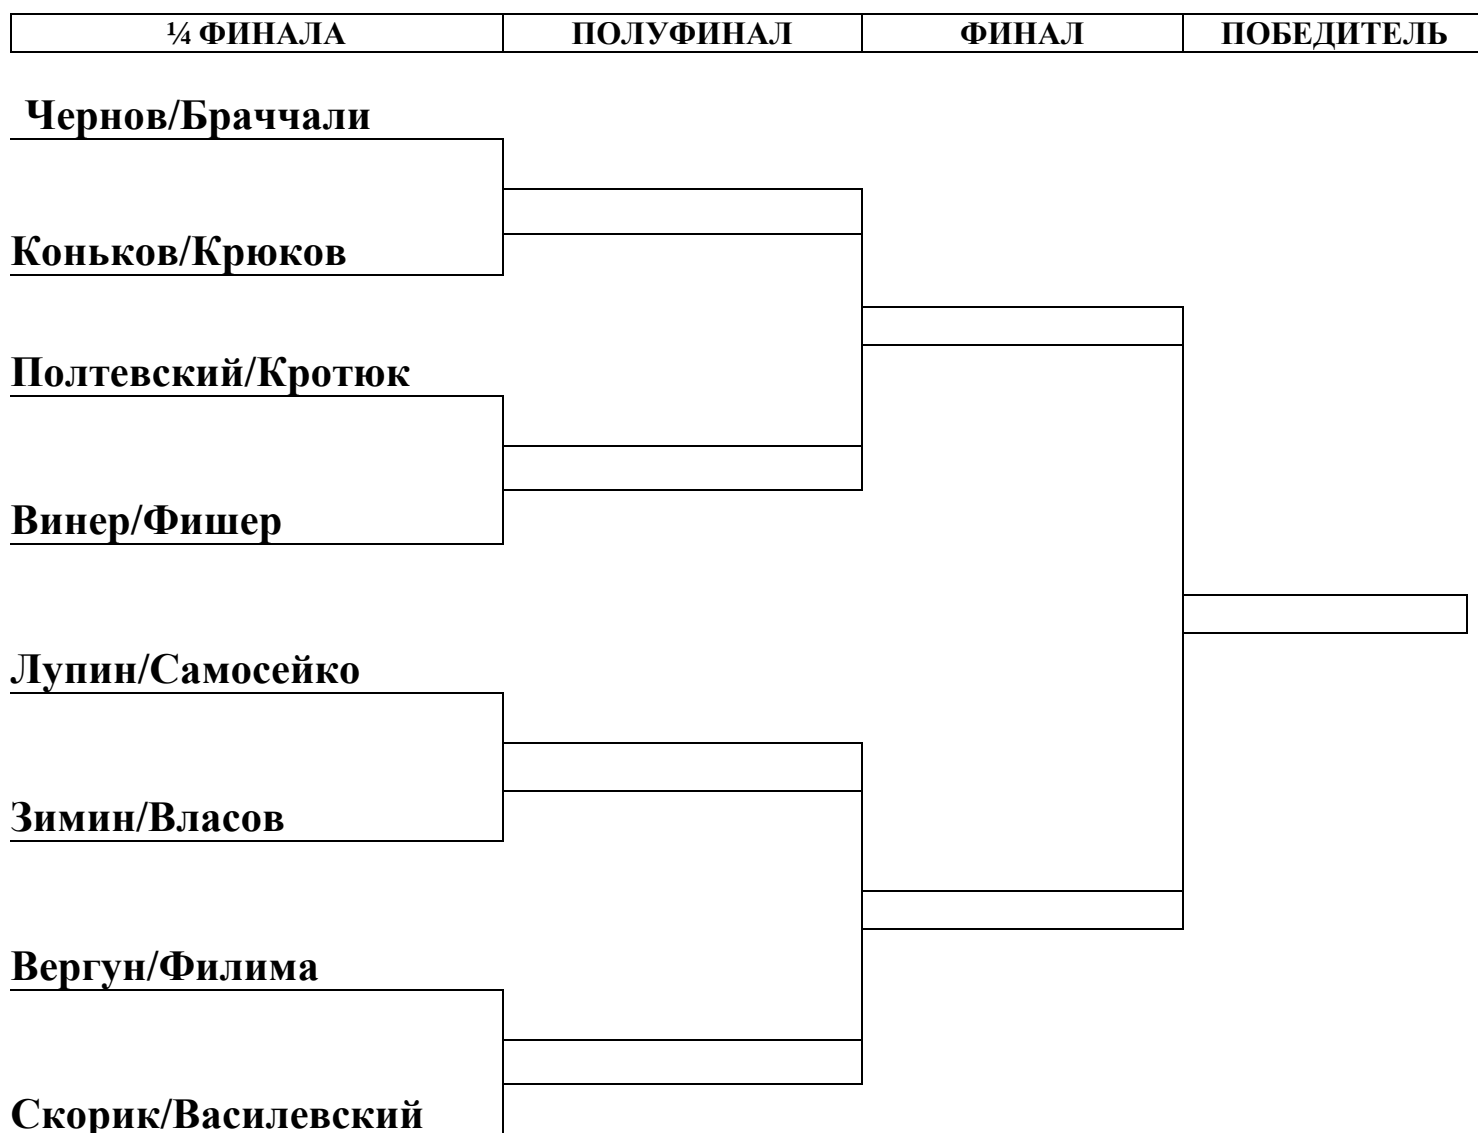 ¼ ФИНАЛА ПОЛУФИНАЛ ФИНАЛ ПОБЕДИТЕЛЬ
Чернов/Браччали
Коньков/Крюков
Полтевский/Кротюк
Винер/Фишер
Лупин/Самосейко
Зимин/Власов
Вергун/Филима
Скорик/Василевский